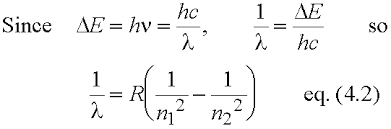 Since ΔE = hν = hc/λ, 1/λ = ΔE/hc so
1/λ = R(1/n₁² − 1/n₂²) eq. (4.2)